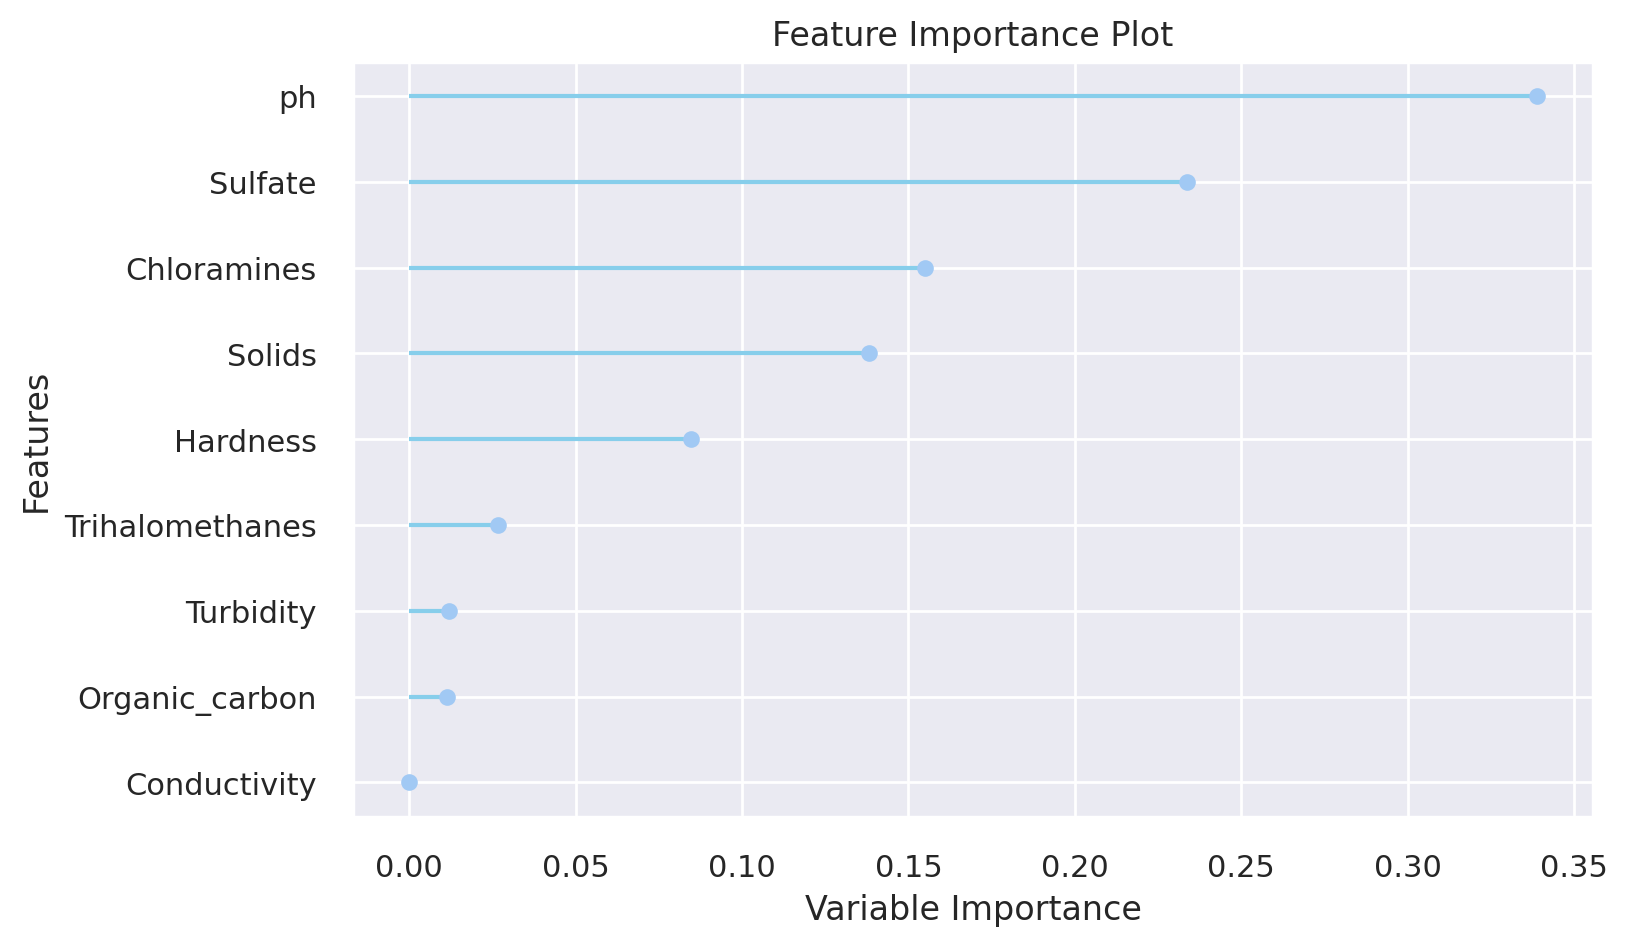 Feature Importance Plot
ph
Sulfate
Chloramines
Solids
Hardness
Trihalomethanes
Turbidity
Organic_carbon
Conductivity
Features
0.00 0.05 0.10 0.15 0.20 0.25 0.30 0.35
Variable Importance